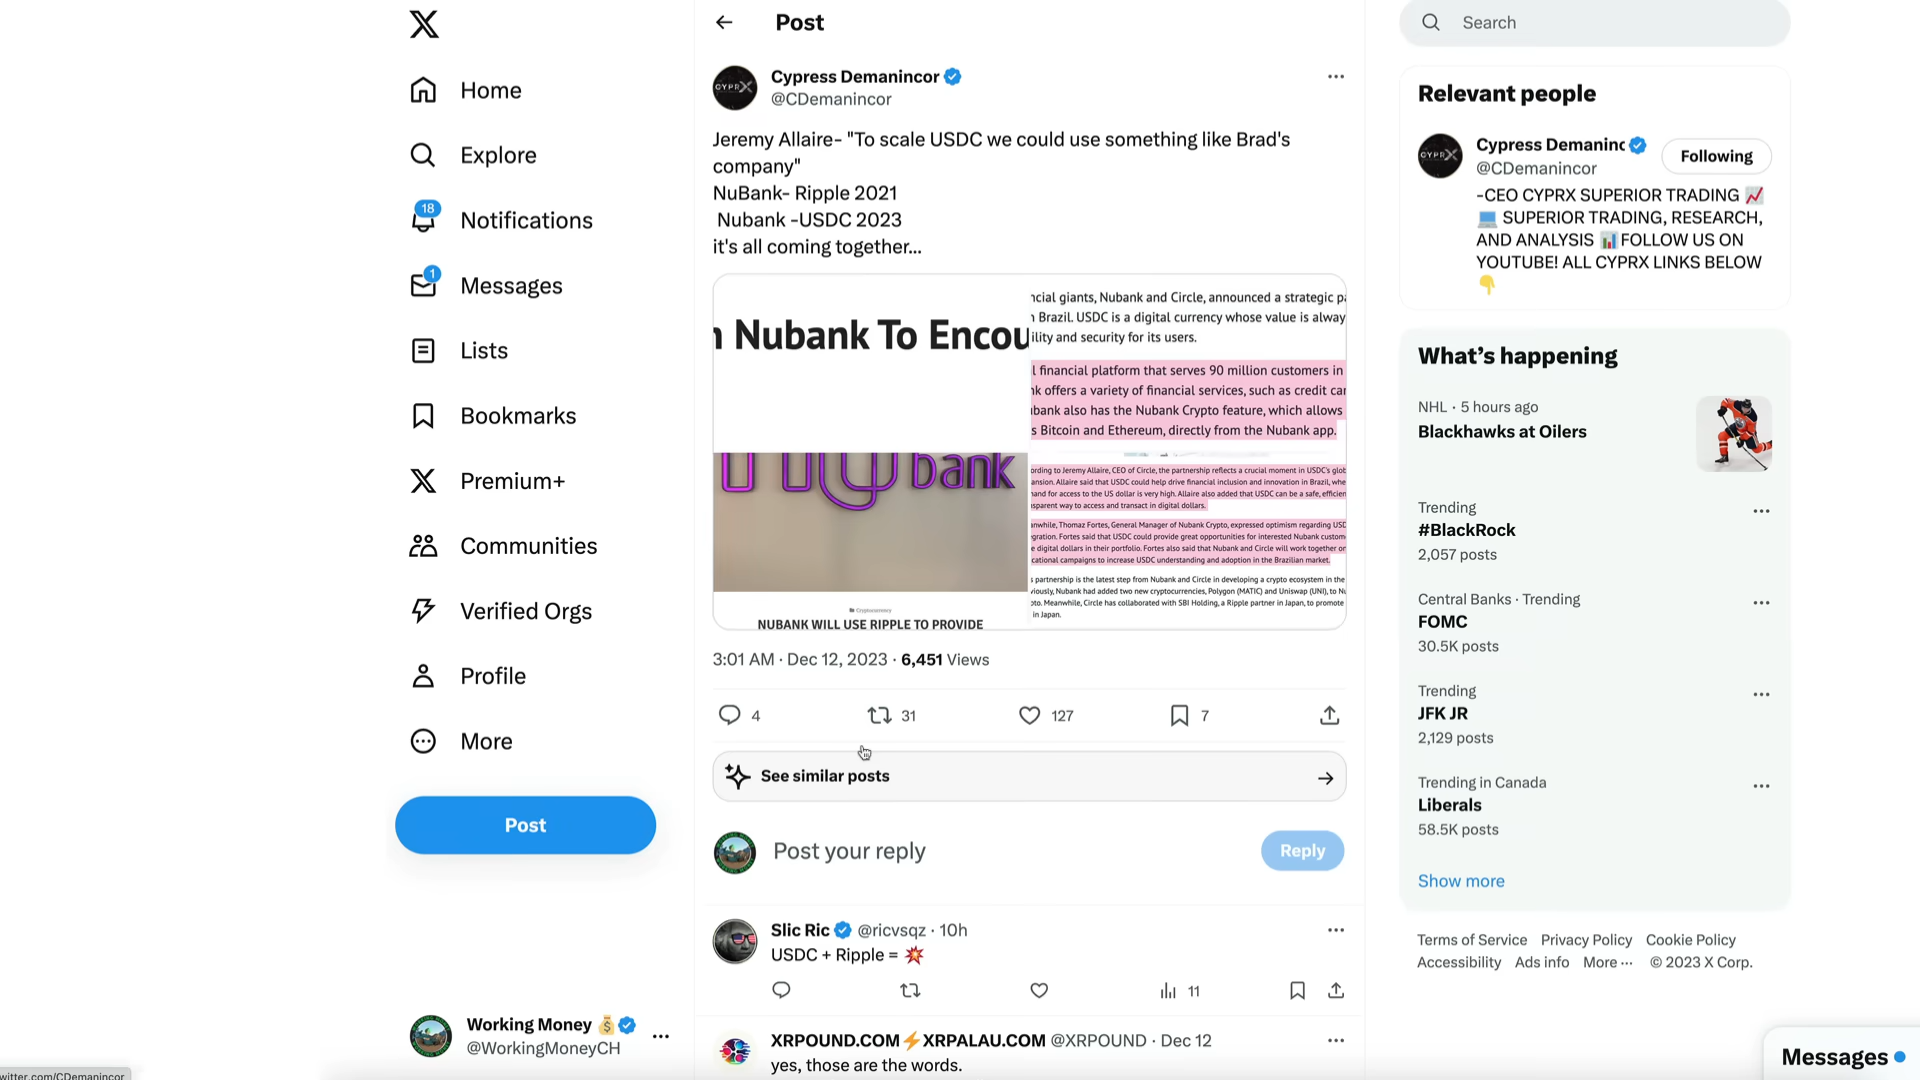 Home
Explore
18
Notifications
1
Messages
Lists
Bookmarks
Premium+
Communities
Verified Orgs
Profile
More
Post
Working Money
@WorkingMoneyCH
witter.com/CDemanincor
Post
CYPRX
Cypress Demanincor
@CDemanincor
Jeremy Allaire- "To scale USDC we could use something like Brad's
company"
NuBank- Ripple 2021
Nubank -USDC 2023
it's all coming together...
Nubank To Encou
bank
Cryptocurrency
NUBANK WILL USE RIPPLE TO PROVIDE
ncial giants, Nubank and Circle, announced a strategic pa
Brazil. USDC is a digital currency whose value is alway
ility and security for its users.
l financial platform that serves 90 million customers in
nk offers a variety of financial services, such as credit car
ubank also has the Nubank Crypto feature, which allows
s Bitcoin and Ethereum, directly from the Nubank app.
ording to Jeremy Allaire, CEO of Circle, the partnership reflects a crucial moment in USDC's glob
ansion. Allaire said that USDC could help drive financial inclusion and innovation in Brazil, whe
and for access to the US dollar is very high. Allaire also added that USDC can be a safe, efficien
sparent way to access and transact in digital dollars.
nwhile, Thomaz Fortes, General Manager of Nubank Crypto, expressed optimism regarding USD
gration. Fortes said that USDC could provide great opportunities for interested Nubank custom
e digital dollars in their portfolio. Fortes also said that Nubank and Circle will work together on
cational campaigns to increase USDC understanding and adoption in the Brazilian market.
s partnership is the latest step from Nubank and Circle in developing a crypto ecosystem in the
viously, Nubank had added two new cryptocurrencies, Polygon (MATIC) and Uniswap (UNI), to Nu
pto. Meanwhile, Circle has collaborated with SBI Holding, a Ripple partner in Japan, to promote
in Japan.
3:01 AM · Dec 12, 2023 · 6,451 Views
4 31 127 7
See similar posts
Post your reply
Reply
Slic Ric @ricvsqz · 10h
USDC + Ripple = 💥
11
XRPOUND.COM⚡XRPALAU.COM @XRPOUND · Dec 12
yes, those are the words.
Search
Relevant people
CYPRX
Cypress Demaninc
@CDemanincor
Following
-CEO CYPRX SUPERIOR TRADING 📈
💻 SUPERIOR TRADING, RESEARCH,
AND ANALYSIS 📊FOLLOW US ON
YOUTUBE! ALL CYPRX LINKS BELOW
👇
What's happening
NHL · 5 hours ago
Blackhawks at Oilers
Trending
#BlackRock
2,057 posts
Central Banks · Trending
FOMC
30.5K posts
Trending
JFK JR
2,129 posts
Trending in Canada
Liberals
58.5K posts
Show more
Terms of Service Privacy Policy Cookie Policy
Accessibility Ads info More ··· © 2023 X Corp.
Messages